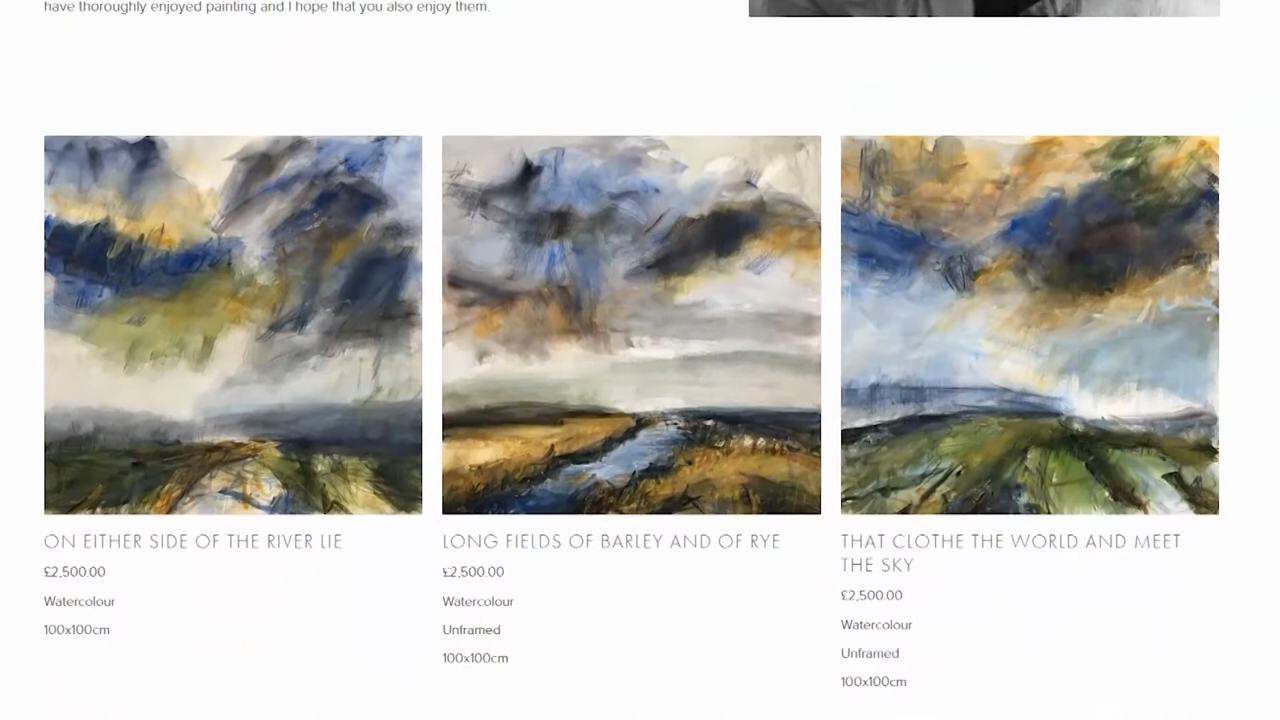 have thoroughly enjoyed painting and I hope that you also enjoy them.
ON EITHER SIDE OF THE RIVER LIE
£2,500.00
Watercolour
100x100cm
LONG FIELDS OF BARLEY AND OF RYE
£2,500.00
Watercolour
Unframed
100x100cm
THAT CLOTHE THE WORLD AND MEET
THE SKY
£2,500.00
Watercolour
Unframed
100x100cm